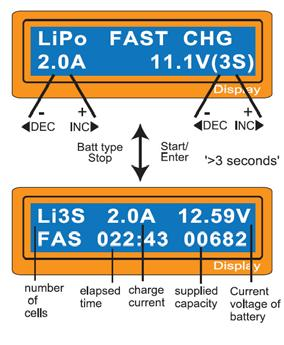 LiPo FAST CHG
2.0A 11.1V(3S)
Display
- + - +
◀DEC INC▶ ◀DEC INC▶
Batt type Start/
Stop Enter
'>3 seconds'
Li3S 2.0A 12.59V
FAS 022:43 00682
Display
number elapsed charge supplied Current
of time current capacity voltage of
cells battery